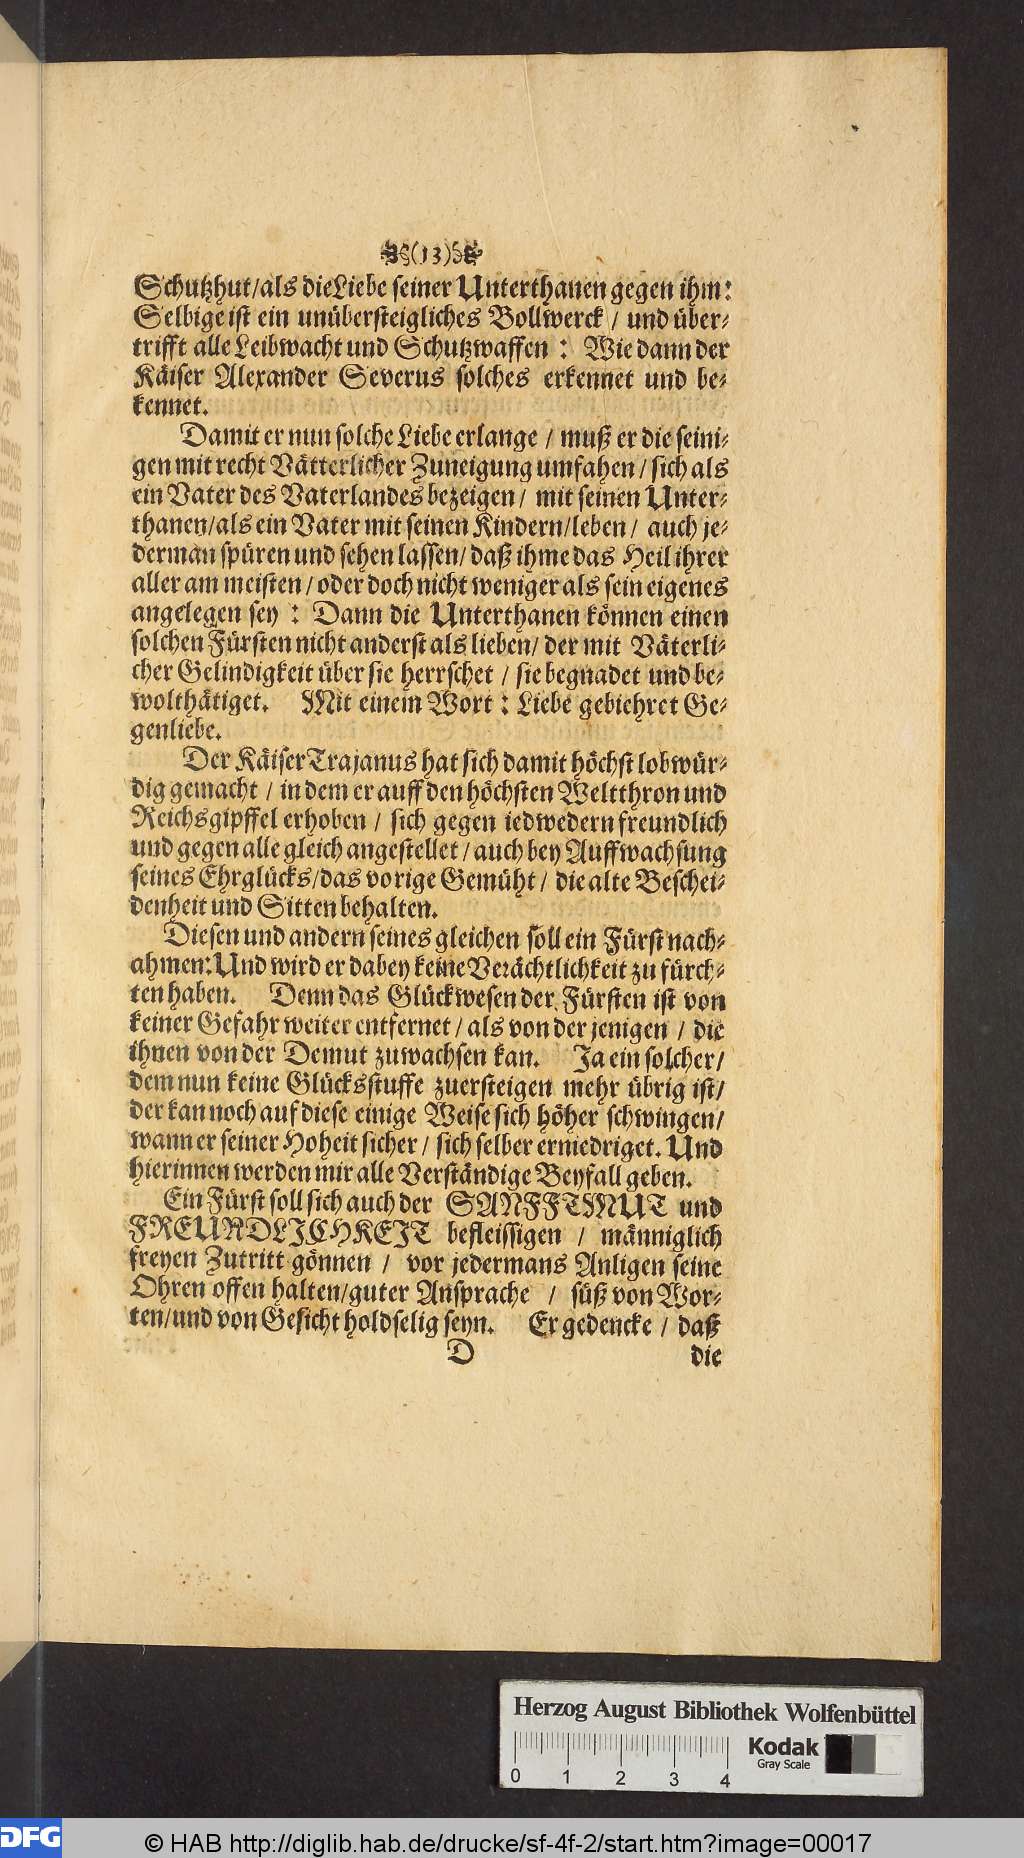 §(13)§
Schutzhut/als die Liebe seiner Unterthanen gegen ihm:
Selbige ist ein unübersteigliches Bollwerck / und über-
trifft alle Leibwacht und Schutzwaffen : Wie dann der
Käiser Alexander Severus solches erkennet und be-
kennet.
Damit er nun solche Liebe erlange / muß er die seini-
gen mit recht Vätterlicher Zuneigung umfahen / sich als
ein Vater des Vaterlandes bezeigen / mit seinen Unter-
thanen/als ein Vater mit seinen Kindern/leben / auch je-
derman spüren und sehen lassen/ daß ihme das Heil ihrer
aller am meisten / oder doch nicht weniger als sein eigenes
angelegen sey : Dann die Unterthanen können einen
solchen Fürsten nicht anderst als lieben/ der mit Väterli-
cher Gelindigkeit über sie herrschet / sie begnadet und be-
wolthätiget. Mit einem Wort : Liebe gebiehret Ge-
genliebe.
Der Käiser Trajanus hat sich damit höchst lobwür-
dig gemacht / in dem er auff den höchsten Weltthron und
Reichsgipffel erhoben / sich gegen iedwedern freundlich
und gegen alle gleich angestellet / auch bey Auffwachsung
seines Ehrglücks/das vorige Gemüht / die alte Beschei-
denheit und Sitten behalten.
Diesen und andern seines gleichen soll ein Fürst nach-
ahmen: Und wird er dabey keine Verächtlichkeit zu fürch-
ten haben. Denn das Glückwesen der Fürsten ist von
keiner Gefahr weiter entfernet / als von der jenigen / die
ihnen von der Demut zuwachsen kan. Ja ein solcher/
dem nun keine Glücksstuffe zuersteigen mehr übrig ist/
der kan noch auf diese einige Weise sich höher schwingen/
wann er seiner Hoheit sicher / sich selber erniedriget. Und
hierinnen werden mir alle Verständige Beyfall geben.
Ein Fürst soll sich auch der SANFFTMUT und
FREUNDLICHKEIT befleissigen / männiglich
freyen Zutritt gönnen / vor jedermans Anligen seine
Ohren offen halten/guter Ansprache / süß von Wor-
ten/und von Gesicht holdselig seyn. Er gedencke / daß
D die
Herzog August Bibliothek Wolfenbüttel
Kodak
Gray Scale
0 1 2 3 4
DFG © HAB http://diglib.hab.de/drucke/sf-4f-2/start.htm?image=00017